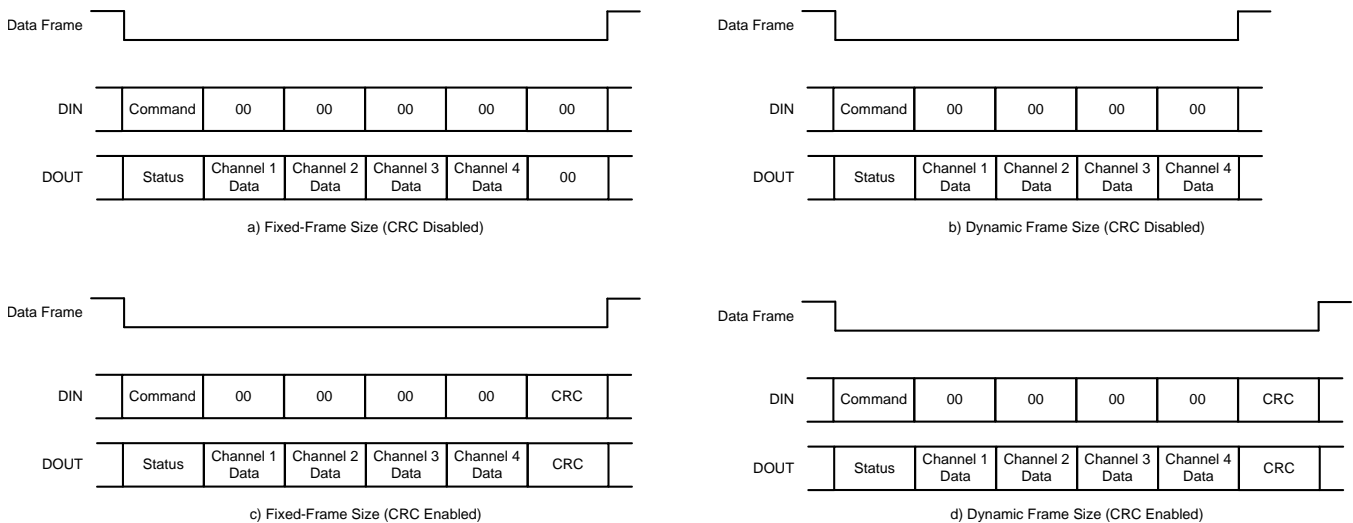 Data Frame
DIN
Command 00 00 00 00 00
DOUT
Status Channel 1 Data Channel 2 Data Channel 3 Data Channel 4 Data 00
a) Fixed-Frame Size (CRC Disabled)
Data Frame
DIN
Command 00 00 00 00
DOUT
Status Channel 1 Data Channel 2 Data Channel 3 Data Channel 4 Data
b) Dynamic Frame Size (CRC Disabled)
Data Frame
DIN
Command 00 00 00 00 CRC
DOUT
Status Channel 1 Data Channel 2 Data Channel 3 Data Channel 4 Data CRC
c) Fixed-Frame Size (CRC Enabled)
Data Frame
DIN
Command 00 00 00 00 CRC
DOUT
Status Channel 1 Data Channel 2 Data Channel 3 Data Channel 4 Data CRC
d) Dynamic Frame Size (CRC Enabled)